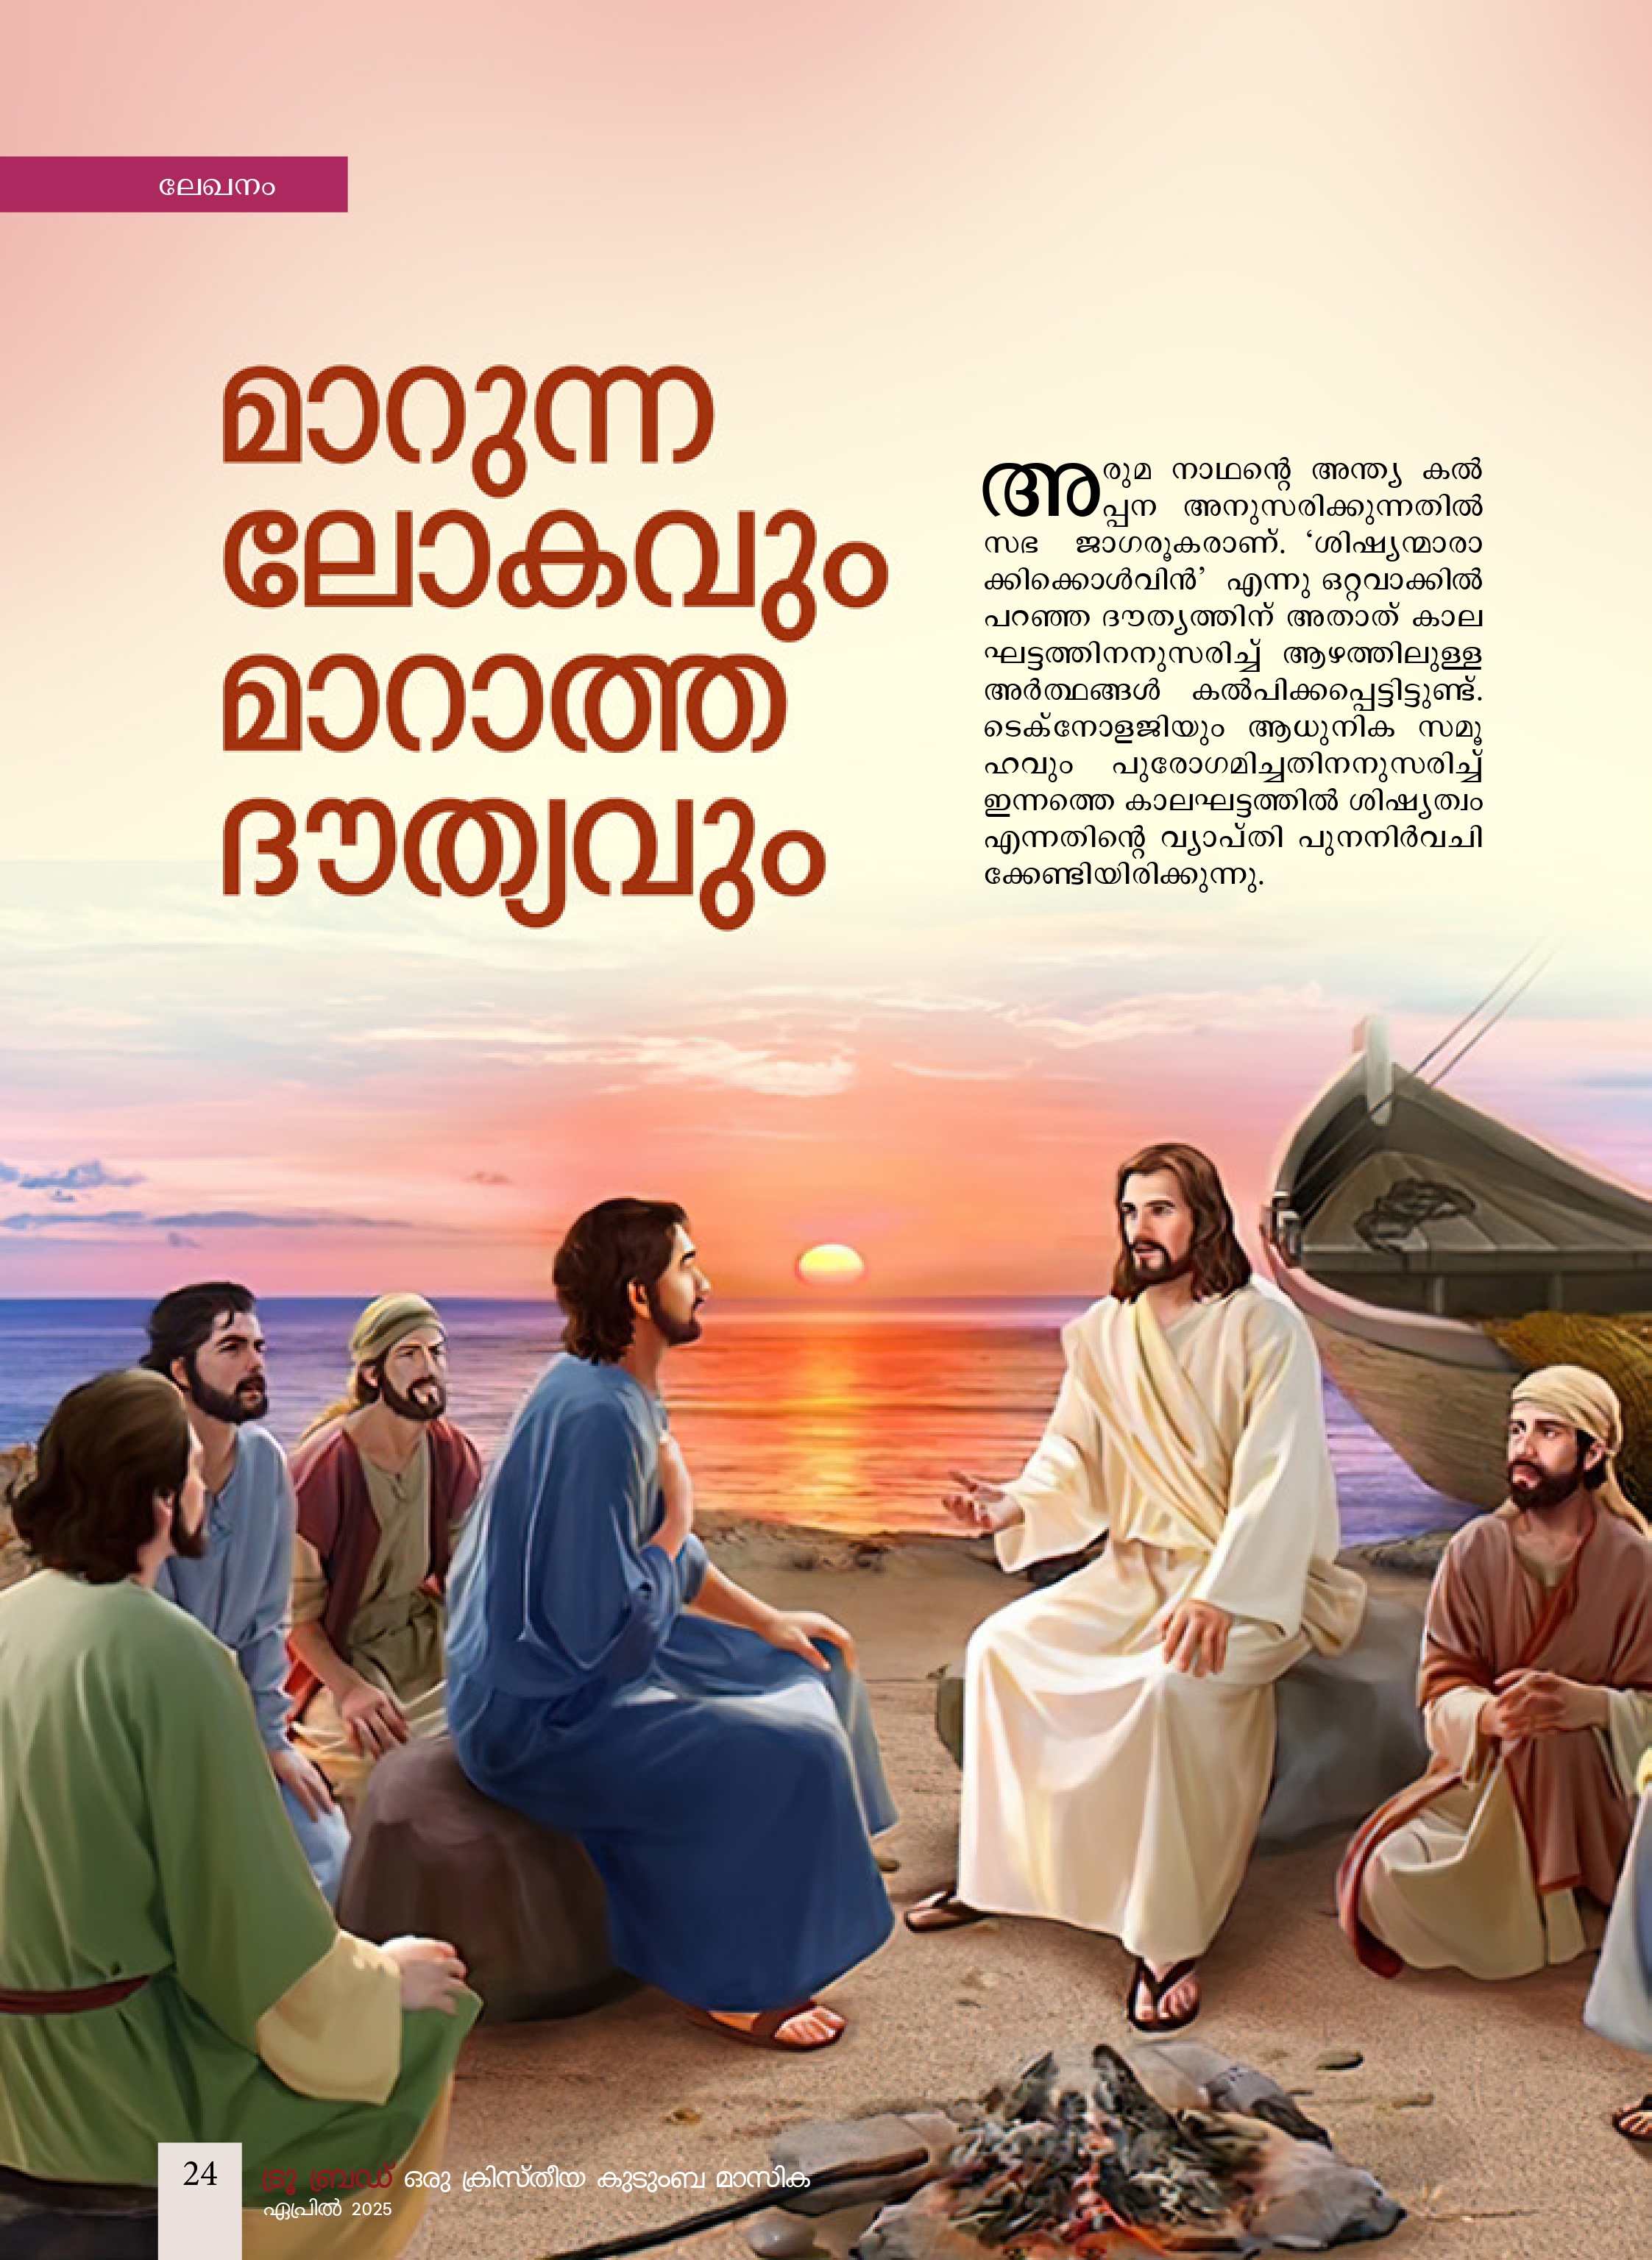 ലേഖനം
മാറുന്ന
ലോകവും
മാറാത്ത
ദൗത്യവും
അരുമ നാഥന്റെ അന്ത്യ കൽ
പ്പന അനുസരിക്കുന്നതിൽ
സഭ ജാഗരൂകരാണ്. ‘ശിഷ്യന്മാരാ
ക്കിക്കൊൾവിൻ’ എന്നു ഒറ്റവാക്കിൽ
പറഞ്ഞ ദൗത്യത്തിന് അതാത് കാല
ഘട്ടത്തിനനുസരിച്ച് ആഴത്തിലുള്ള
അർത്ഥങ്ങൾ കൽപിക്കപ്പെട്ടിട്ടുണ്ട്.
ടെക്നോളജിയും ആധുനിക സമൂ
ഹവും പുരോഗമിച്ചതിനനുസരിച്ച്
ഇന്നത്തെ കാലഘട്ടത്തിൽ ശിഷ്യത്വം
എന്നതിന്റെ വ്യാപ്തി പുനനിർവചി
ക്കേണ്ടിയിരിക്കുന്നു.
24
ട്രൂ ബ്രഡ് ഒരു ക്രിസ്തീയ കുടുംബ മാസിക
ഏപ്രിൽ 2025